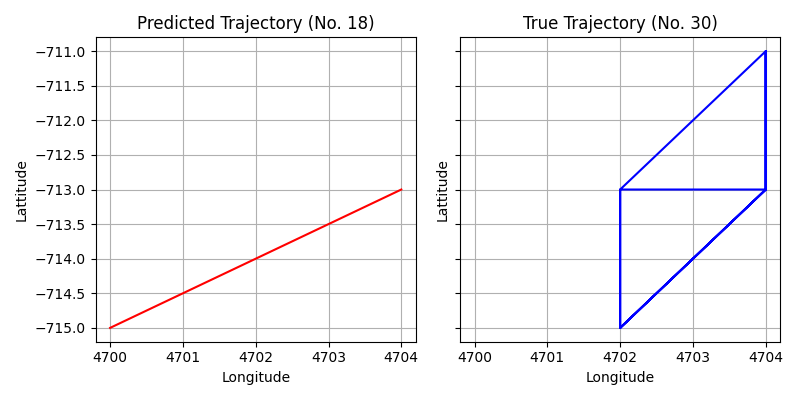 Predicted Trajectory (No. 18)
True Trajectory (No. 30)
−711.0
−711.5
−712.0
−712.5
−713.0
−713.5
−714.0
−714.5
−715.0
Lattitude
Lattitude
4700 4701 4702 4703 4704
4700 4701 4702 4703 4704
Longitude
Longitude